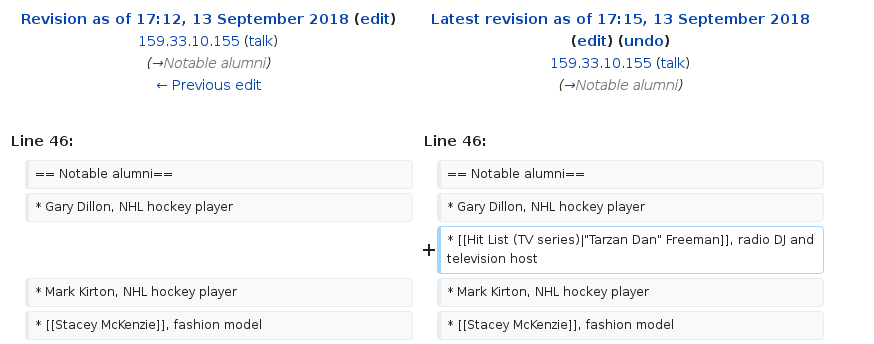 Revision as of 17:12, 13 September 2018 (edit)
159.33.10.155 (talk)
(→Notable alumni)
← Previous edit
Latest revision as of 17:15, 13 September 2018
(edit) (undo)
159.33.10.155 (talk)
(→Notable alumni)
Line 46:
Line 46:
== Notable alumni==
== Notable alumni==
* Gary Dillon, NHL hockey player
* Gary Dillon, NHL hockey player
+
* [[Hit List (TV series)|"Tarzan Dan" Freeman]], radio DJ and
television host
* Mark Kirton, NHL hockey player
* Mark Kirton, NHL hockey player
* [[Stacey McKenzie]], fashion model
* [[Stacey McKenzie]], fashion model